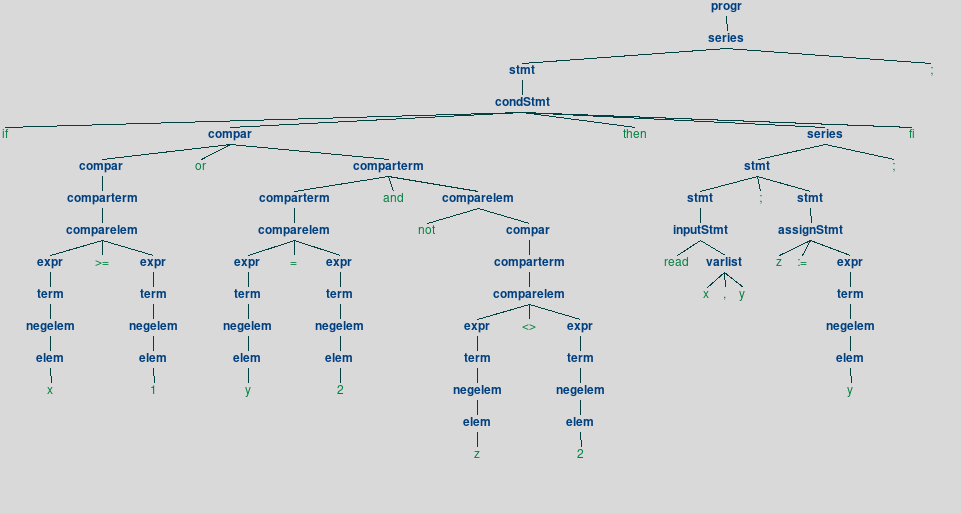 progr
series
stmt ;
condStmt
if compar then series fi
compar or comparterm stmt ;
comparterm comparterm and comparelem stmt ; stmt
comparelem comparelem not compar inputStmt assignStmt
expr >= expr expr = expr comparterm read varlist z := expr
term term term term comparelem x , y term
negelem negelem negelem negelem expr <> expr negelem
elem elem elem elem term term elem
x 1 y 2 negelem negelem y
elem elem
z 2